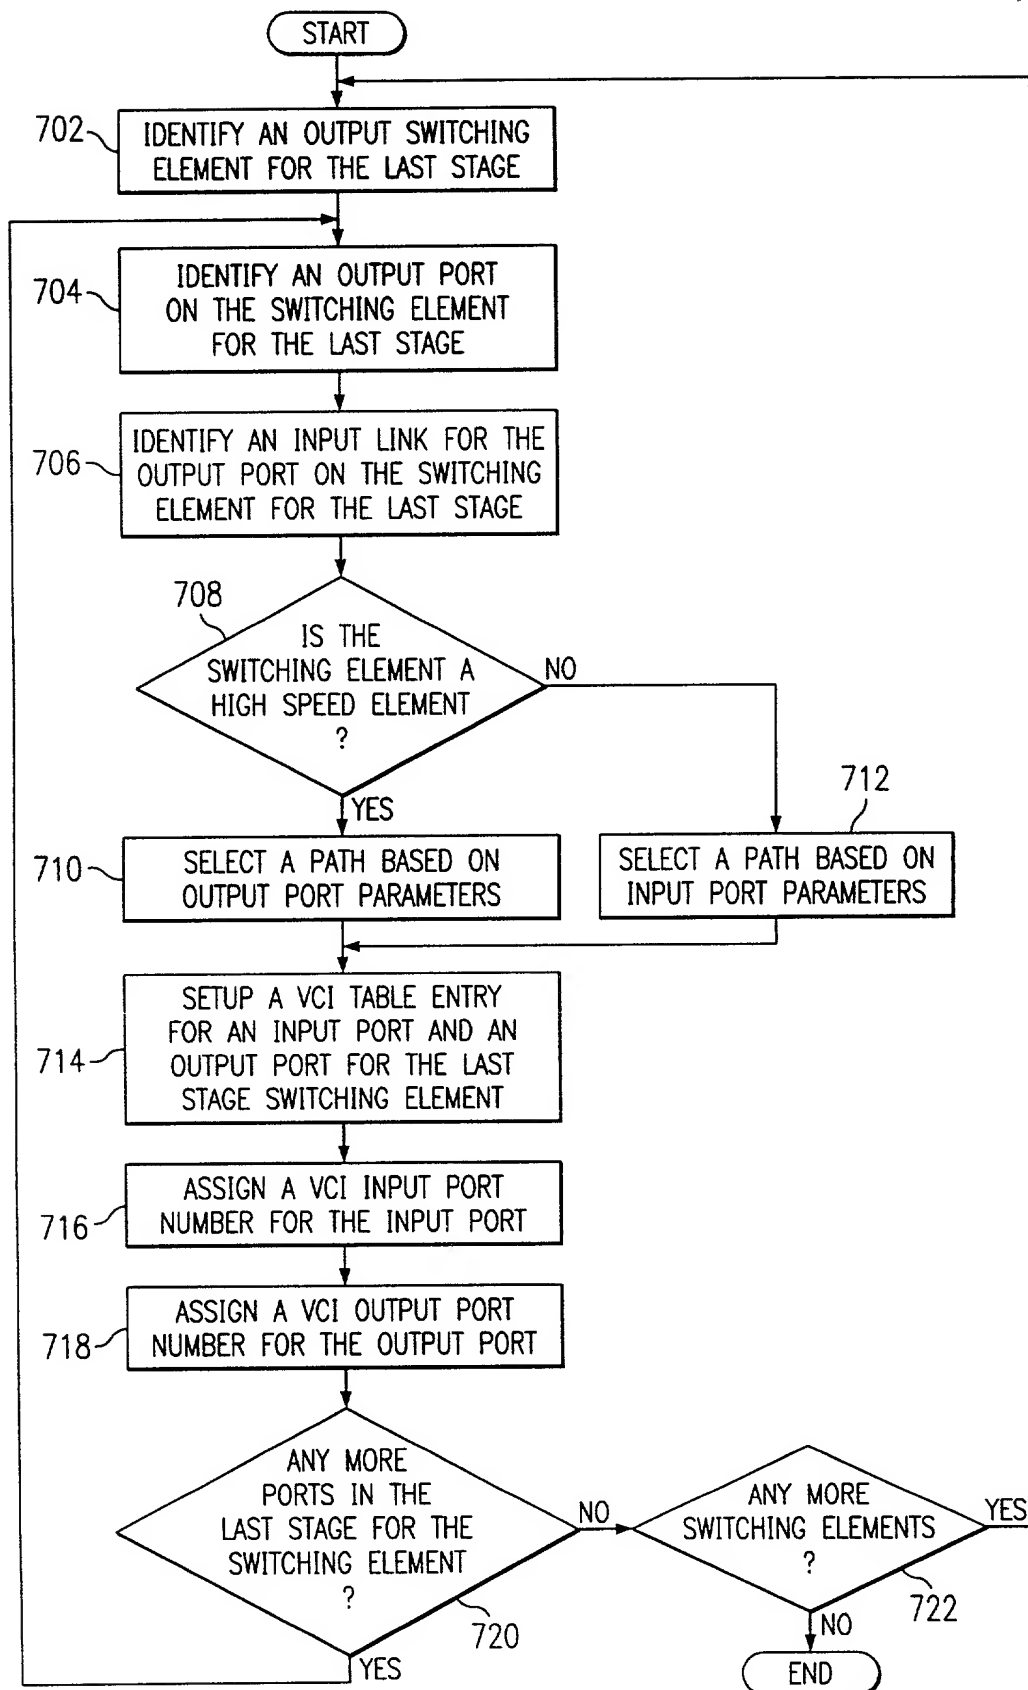 START
702
IDENTIFY AN OUTPUT SWITCHING
ELEMENT FOR THE LAST STAGE
704
IDENTIFY AN OUTPUT PORT
ON THE SWITCHING ELEMENT
FOR THE LAST STAGE
706
IDENTIFY AN INPUT LINK FOR THE
OUTPUT PORT ON THE SWITCHING
ELEMENT FOR THE LAST STAGE
708
IS THE
SWITCHING ELEMENT A
HIGH SPEED ELEMENT
?
NO
YES
710
SELECT A PATH BASED ON
OUTPUT PORT PARAMETERS
712
SELECT A PATH BASED ON
INPUT PORT PARAMETERS
714
SETUP A VCI TABLE ENTRY
FOR AN INPUT PORT AND AN
OUTPUT PORT FOR THE LAST
STAGE SWITCHING ELEMENT
716
ASSIGN A VCI INPUT PORT
NUMBER FOR THE INPUT PORT
718
ASSIGN A VCI OUTPUT PORT
NUMBER FOR THE OUTPUT PORT
ANY MORE
PORTS IN THE
LAST STAGE FOR THE
SWITCHING ELEMENT
?
720
NO
YES
ANY MORE
SWITCHING ELEMENTS
?
722
YES
NO
END